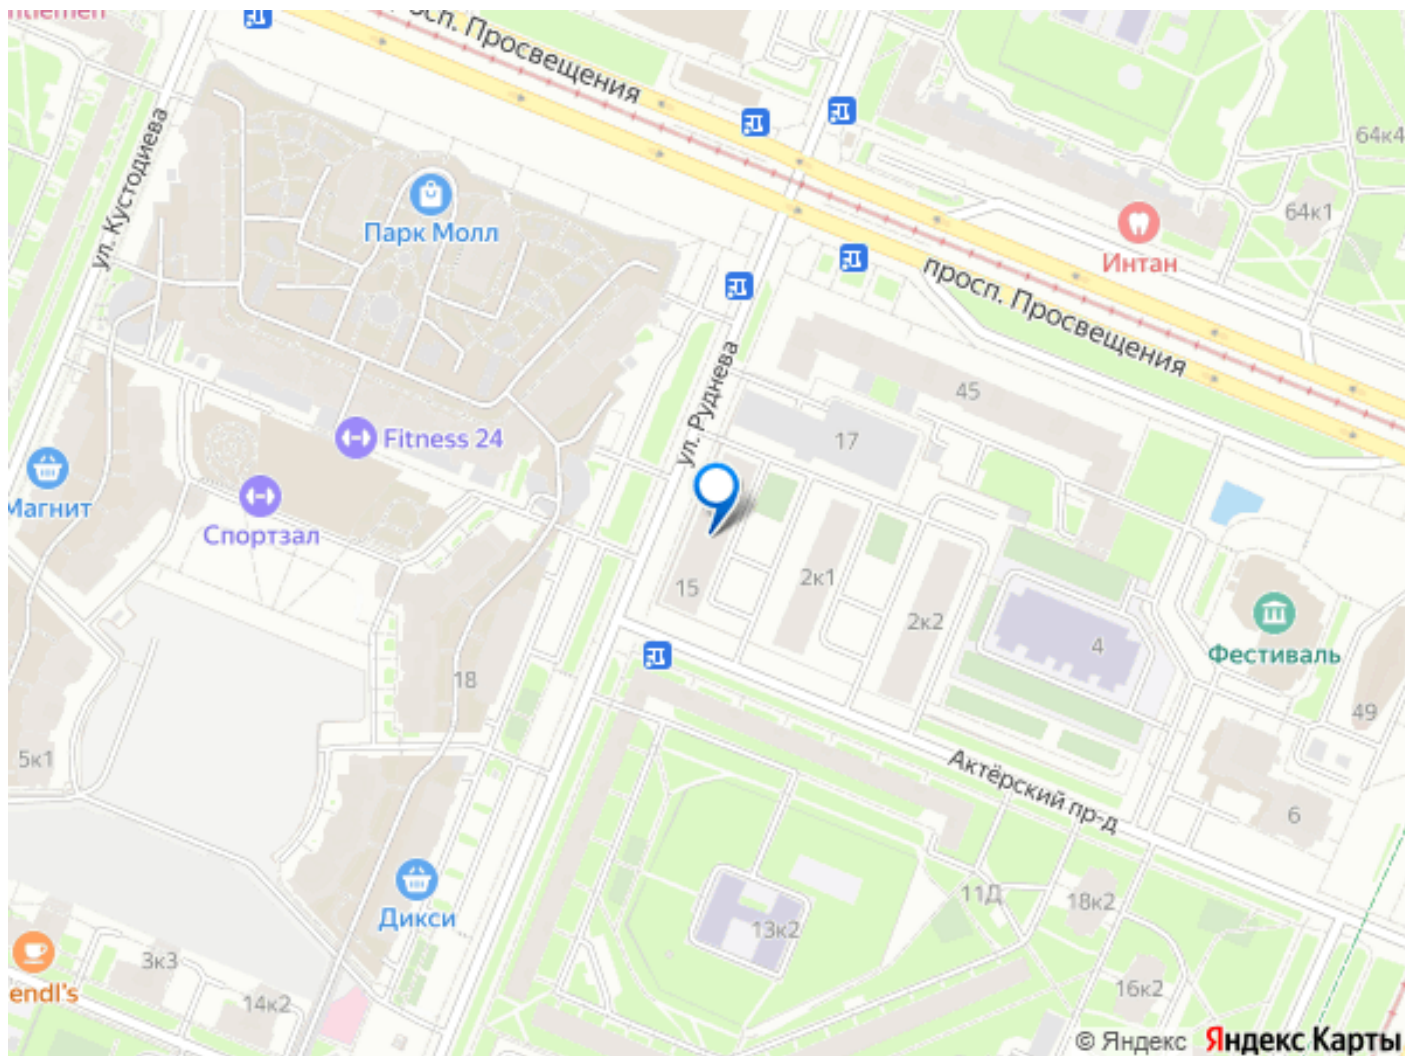 ntlemen
осп. Просвещения
ул. Кустодиева
64к4
Парк Молл
64к1
Интан
просп. Просвещения
ул. Руднева
45
17
Fitness 24
Магнит
Спортзал
15
2к1
2к2
4
Фестиваль
18
49
5к1
Актёрский пр-д
6
Дикси
11Д
18к2
13к2
3к3
endl's
14к2
16к2
© Яндекс Яндекс Карты